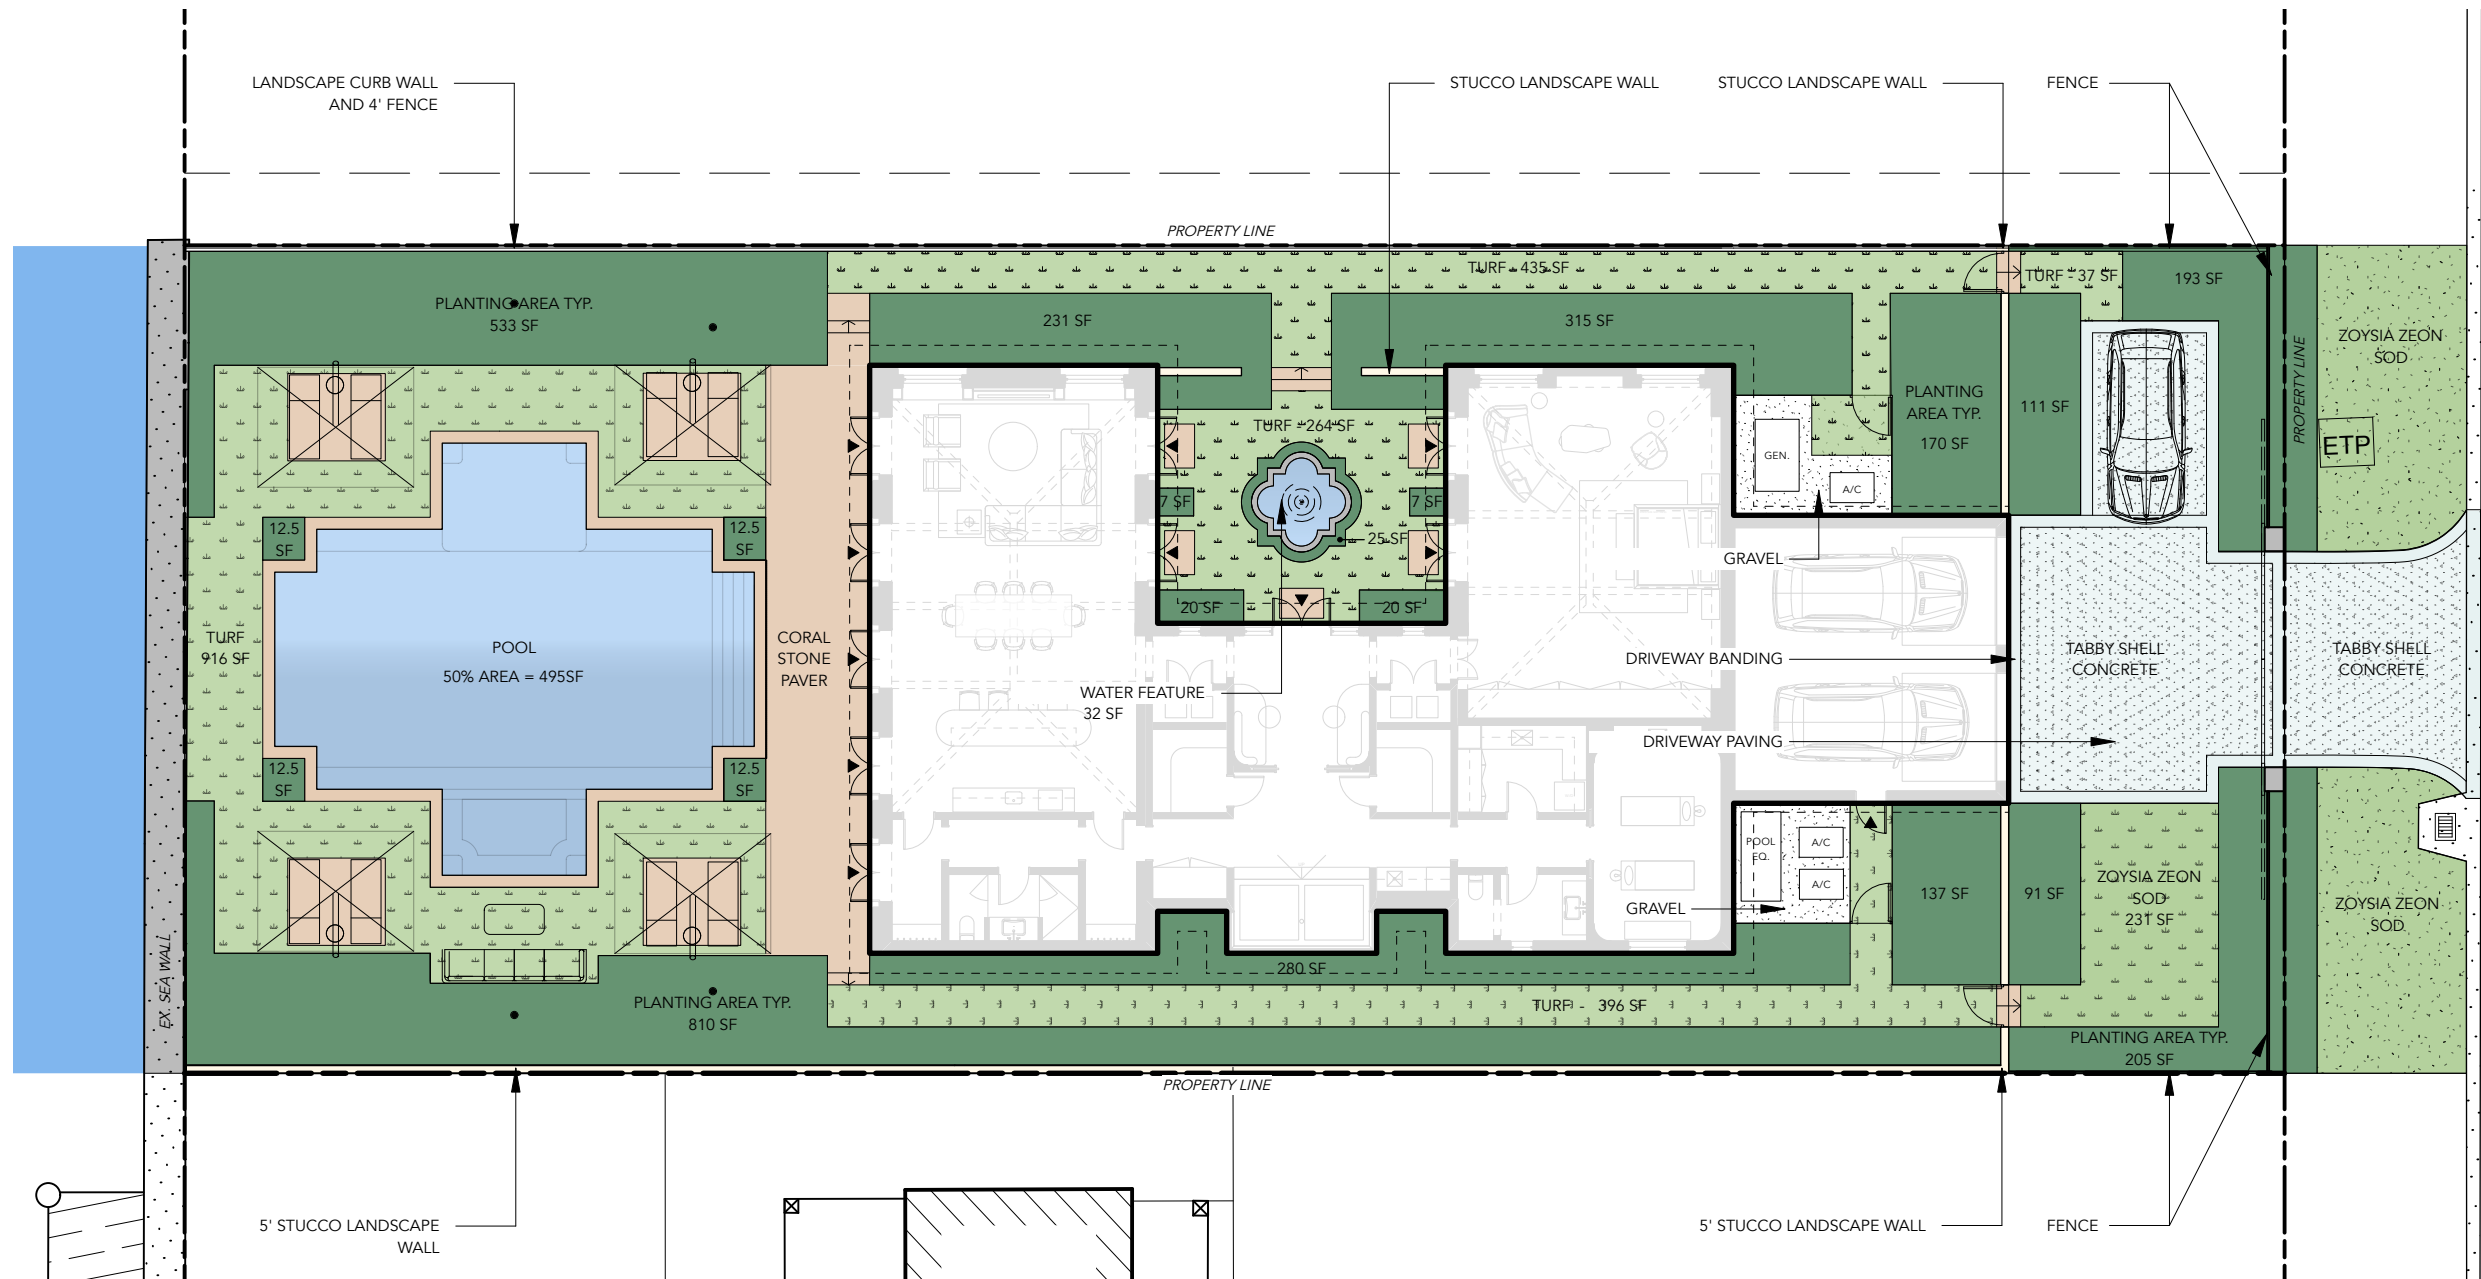 LANDSCAPE CURB WALL
AND 4' FENCE
STUCCO LANDSCAPE WALL
STUCCO LANDSCAPE WALL
FENCE
PROPERTY LINE
PLANTING AREA TYP.
533 SF
TURF - 435 SF
TURF - 37 SF
193 SF
231 SF
315 SF
ZOYSIA ZEON
SOD
PROPERTY LINE
PLANTING
AREA TYP.
170 SF
111 SF
TURF - 264 SF
ETP
GEN.
A/C
7 SF
7 SF
12.5
SF
12.5
SF
25 SF
GRAVEL
20 SF
20 SF
TURF
916 SF
POOL
50% AREA = 495SF
CORAL
STONE
PAVER
DRIVEWAY BANDING
TABBY SHELL
CONCRETE
TABBY SHELL
CONCRETE
WATER FEATURE
32 SF
DRIVEWAY PAVING
12.5
SF
12.5
SF
POOL
EQ.
A/C
A/C
GRAVEL
137 SF
91 SF
ZOYSIA ZEON
SOD
231 SF
ZOYSIA ZEON
SOD
EX. SEA WALL
280 SF
PLANTING AREA TYP.
810 SF
TURF - 396 SF
PLANTING AREA TYP.
205 SF
PROPERTY LINE
5' STUCCO LANDSCAPE
WALL
5' STUCCO LANDSCAPE WALL
FENCE